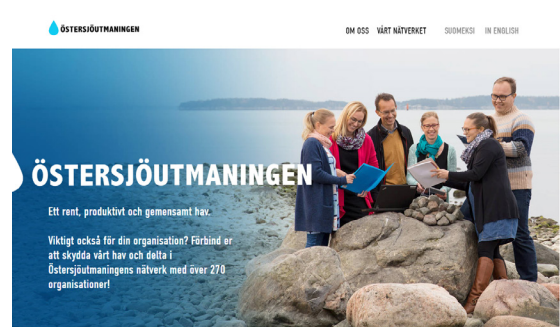 ÖSTERSJÖUTMANINGEN
OM OSS VÅRT NÄTVERKET SUOMEKSI IN ENGLISH
ÖSTERSJÖUTMANINGEN
Ett rent, produktivt och gemensamt hav.
Viktigt också för din organisation? Förbind er
att skydda vårt hav och delta i
Östersjöutmaningens nätverk med över 270
organisationer!